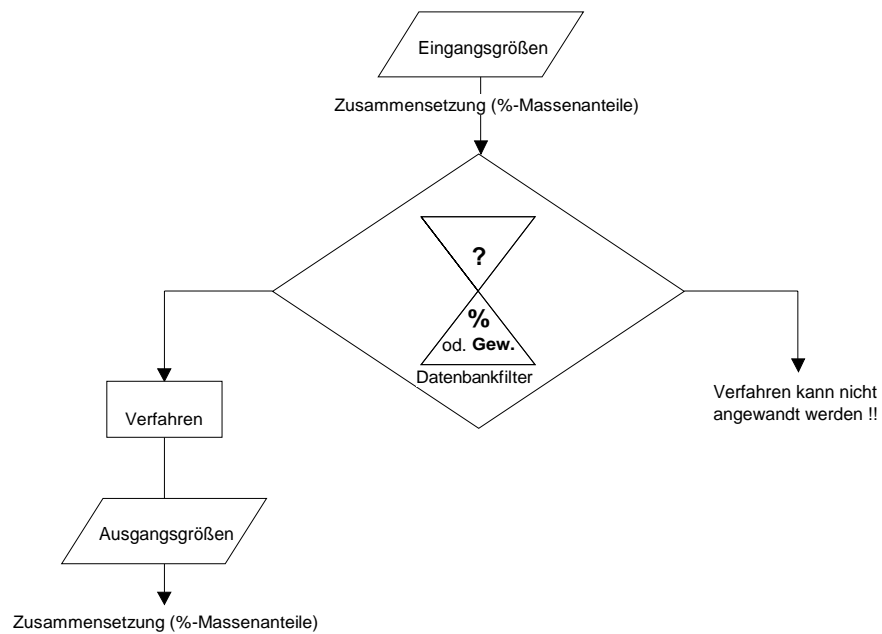 Eingangsgrößen
Zusammensetzung (%-Massenanteile)
?
%
od. Gew.
Datenbankfilter
Verfahren kann nicht
angewandt werden !!
Verfahren
Ausgangsgrößen
Zusammensetzung (%-Massenanteile)